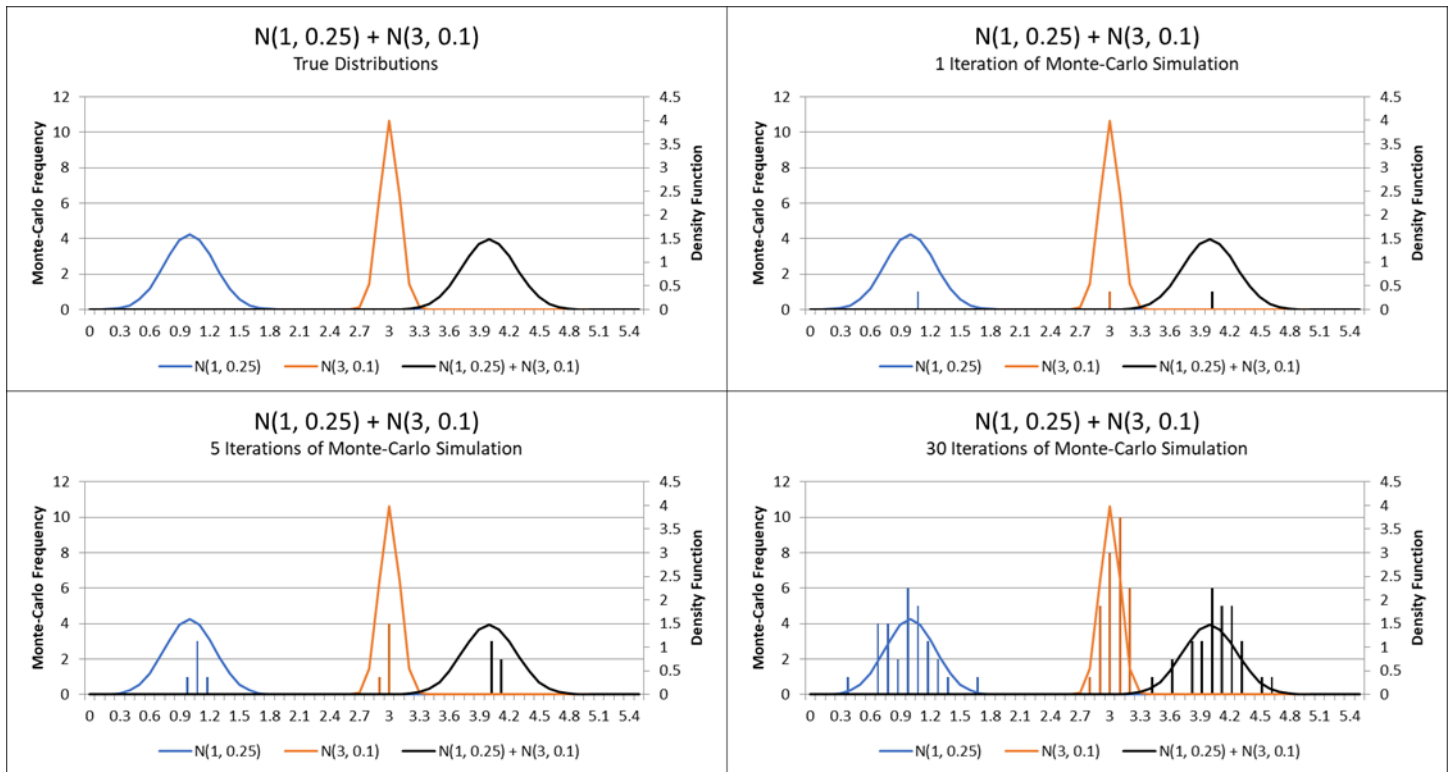 N(1, 0.25) + N(3, 0.1)
True Distributions
Monte-Carlo Frequency
12
10
8
6
4
2
0
4.5
4
3.5
3
2.5
2
1.5
1
0.5
0
Density Function
0 0.3 0.6 0.9 1.2 1.5 1.8 2.1 2.4 2.7 3 3.3 3.6 3.9 4.2 4.5 4.8 5.1 5.4
N(1, 0.25) N(3, 0.1) N(1, 0.25) + N(3, 0.1)
N(1, 0.25) + N(3, 0.1)
1 Iteration of Monte-Carlo Simulation
Monte-Carlo Frequency
12
10
8
6
4
2
0
4.5
4
3.5
3
2.5
2
1.5
1
0.5
0
Density Function
0 0.3 0.6 0.9 1.2 1.5 1.8 2.1 2.4 2.7 3 3.3 3.6 3.9 4.2 4.5 4.8 5.1 5.4
N(1, 0.25) N(3, 0.1) N(1, 0.25) + N(3, 0.1)
N(1, 0.25) + N(3, 0.1)
5 Iterations of Monte-Carlo Simulation
Monte-Carlo Frequency
12
10
8
6
4
2
0
4.5
4
3.5
3
2.5
2
1.5
1
0.5
0
Density Function
0 0.3 0.6 0.9 1.2 1.5 1.8 2.1 2.4 2.7 3 3.3 3.6 3.9 4.2 4.5 4.8 5.1 5.4
N(1, 0.25) N(3, 0.1) N(1, 0.25) + N(3, 0.1)
N(1, 0.25) + N(3, 0.1)
30 Iterations of Monte-Carlo Simulation
Monte-Carlo Frequency
12
10
8
6
4
2
0
4.5
4
3.5
3
2.5
2
1.5
1
0.5
0
Density Function
0 0.3 0.6 0.9 1.2 1.5 1.8 2.1 2.4 2.7 3 3.3 3.6 3.9 4.2 4.5 4.8 5.1 5.4
N(1, 0.25) N(3, 0.1) N(1, 0.25) + N(3, 0.1)